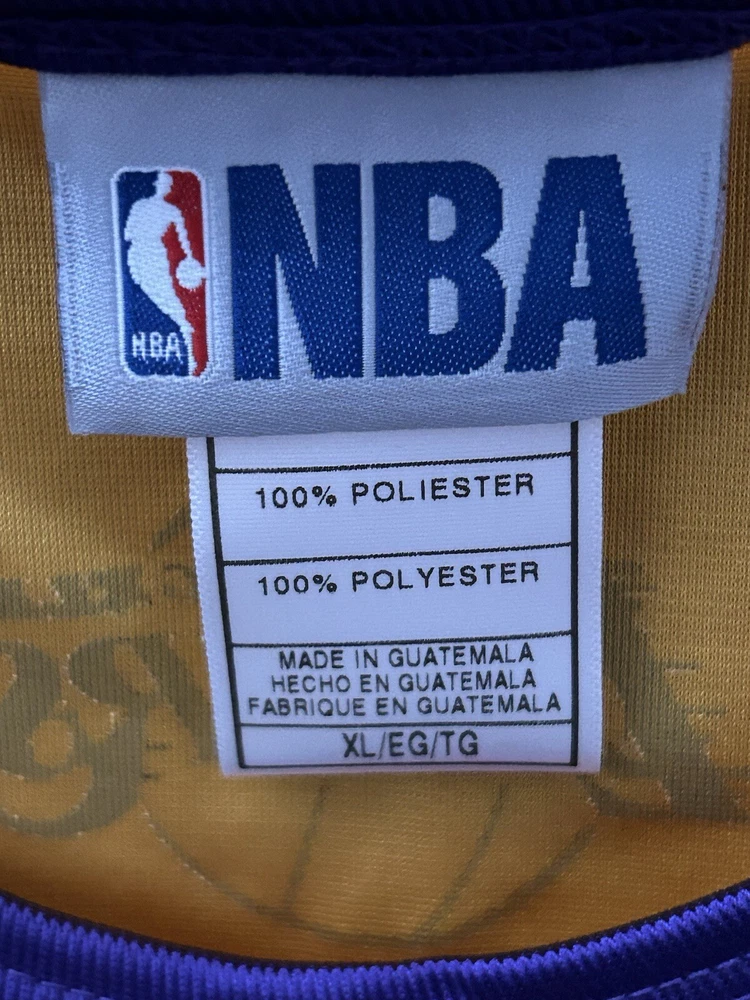 NBA
NBA
100% POLIESTER
100% POLYESTER
MADE IN GUATEMALA
HECHO EN GUATEMALA
FABRIQUE EN GUATEMALA
XL/EG/TG